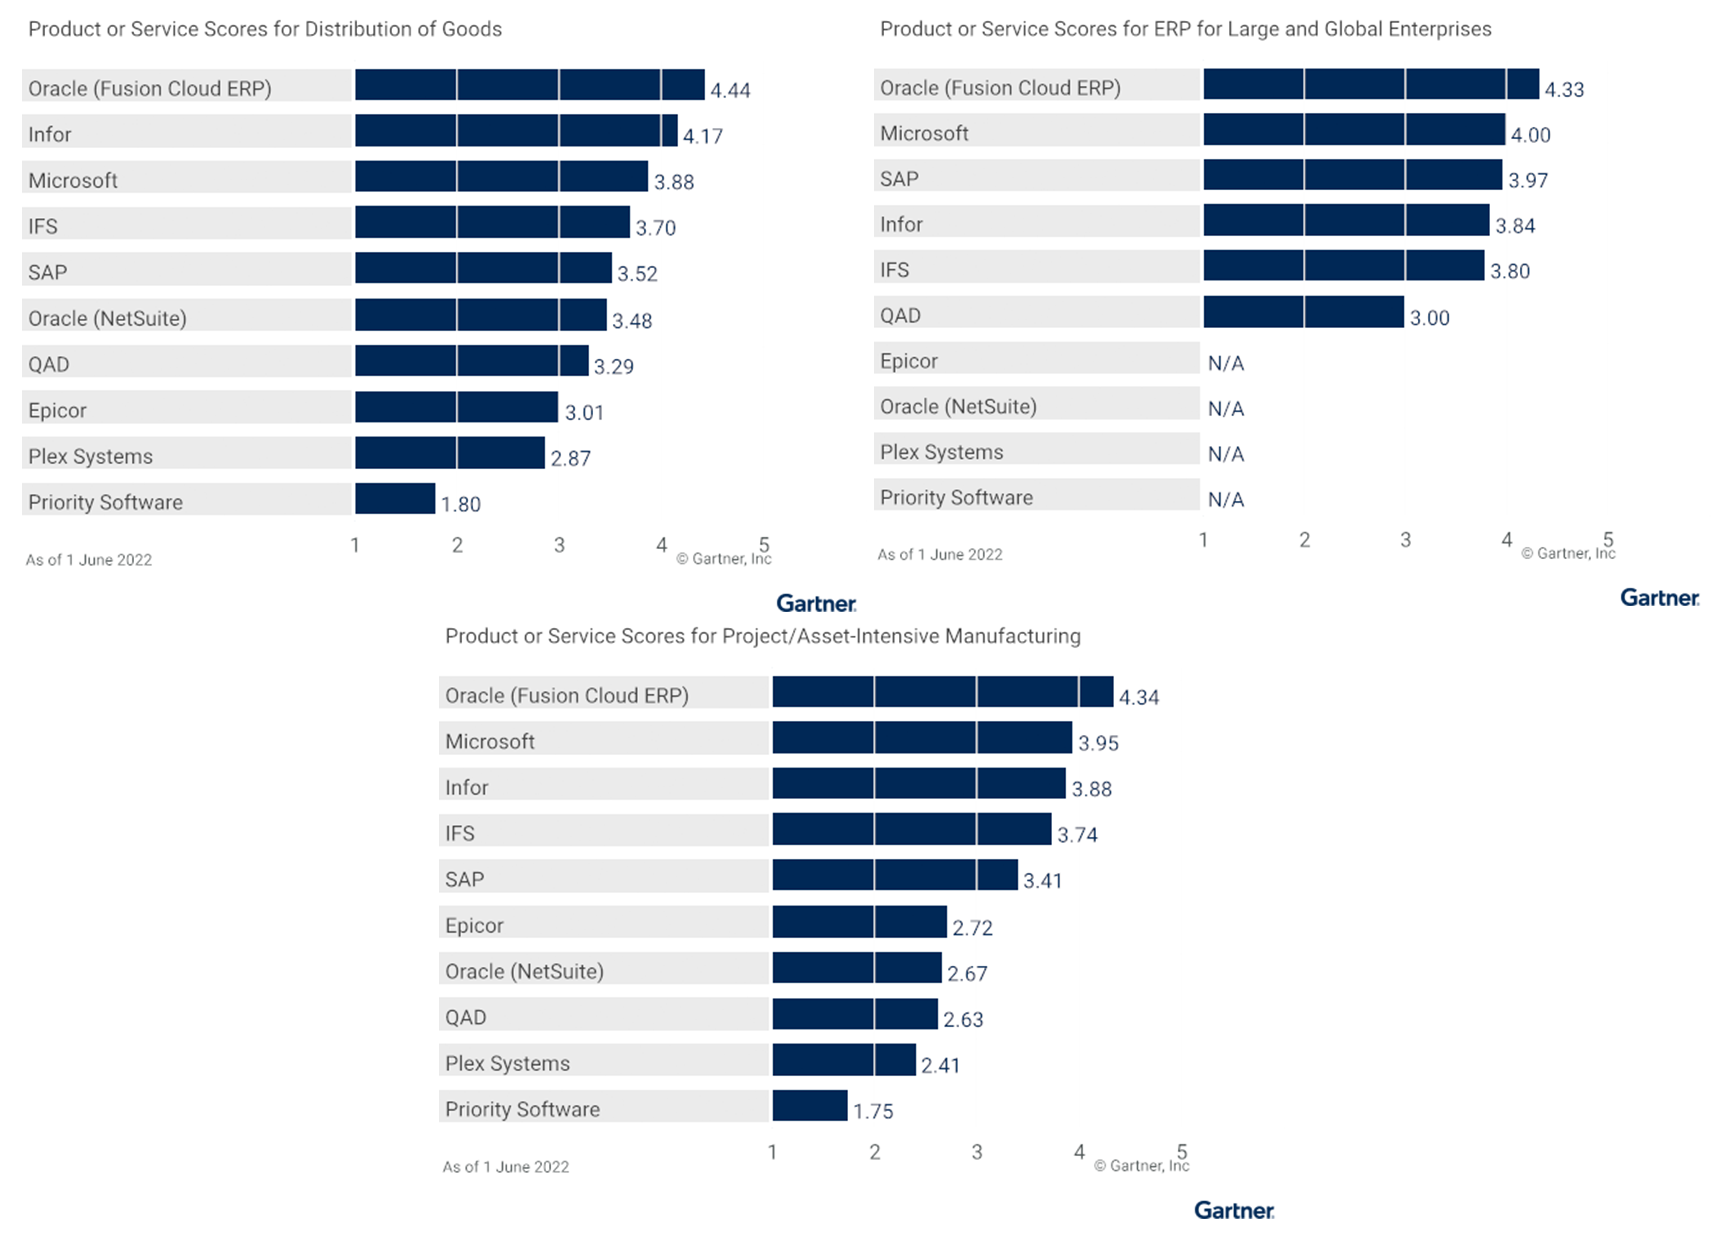 Product or Service Scores for Distribution of Goods
Oracle (Fusion Cloud ERP) 4.44
Infor 4.17
Microsoft 3.88
IFS 3.70
SAP 3.52
Oracle (NetSuite) 3.48
QAD 3.29
Epicor 3.01
Plex Systems 2.87
Priority Software 1.80
1 2 3 4 5
As of 1 June 2022 © Gartner, Inc
Gartner.
Product or Service Scores for ERP for Large and Global Enterprises
Oracle (Fusion Cloud ERP) 4.33
Microsoft 4.00
SAP 3.97
Infor 3.84
IFS 3.80
QAD 3.00
Epicor N/A
Oracle (NetSuite) N/A
Plex Systems N/A
Priority Software N/A
1 2 3 4 5
As of 1 June 2022 © Gartner, Inc
Gartner.
Product or Service Scores for Project/Asset-Intensive Manufacturing
Oracle (Fusion Cloud ERP) 4.34
Microsoft 3.95
Infor 3.88
IFS 3.74
SAP 3.41
Epicor 2.72
Oracle (NetSuite) 2.67
QAD 2.63
Plex Systems 2.41
Priority Software 1.75
1 2 3 4 5
As of 1 June 2022 © Gartner, Inc
Gartner.